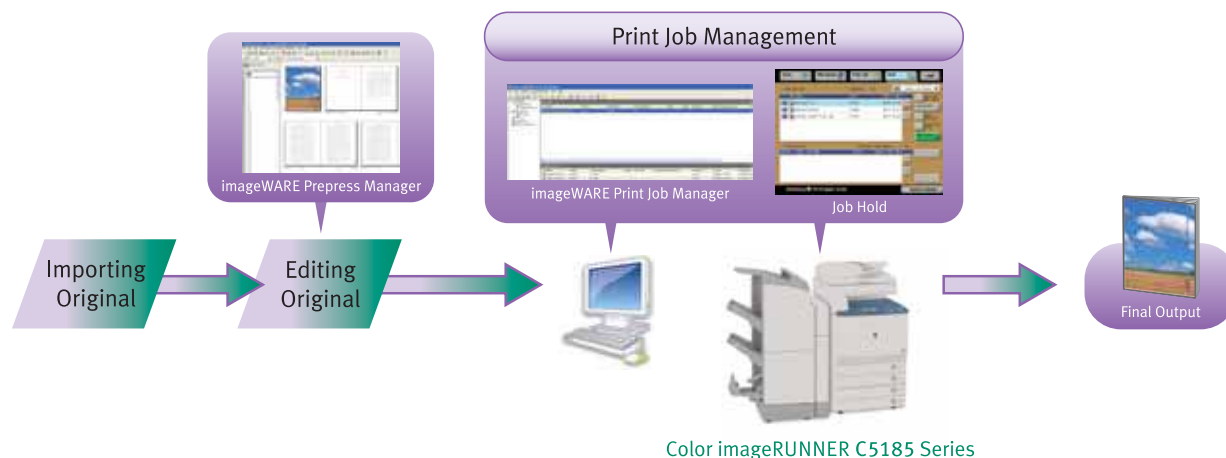 Print Job Management
imageWARE Prepress Manager
imageWARE Print Job Manager
Job Hold
Importing
Original
Editing
Original
Final Output
Color imageRUNNER C5185 Series